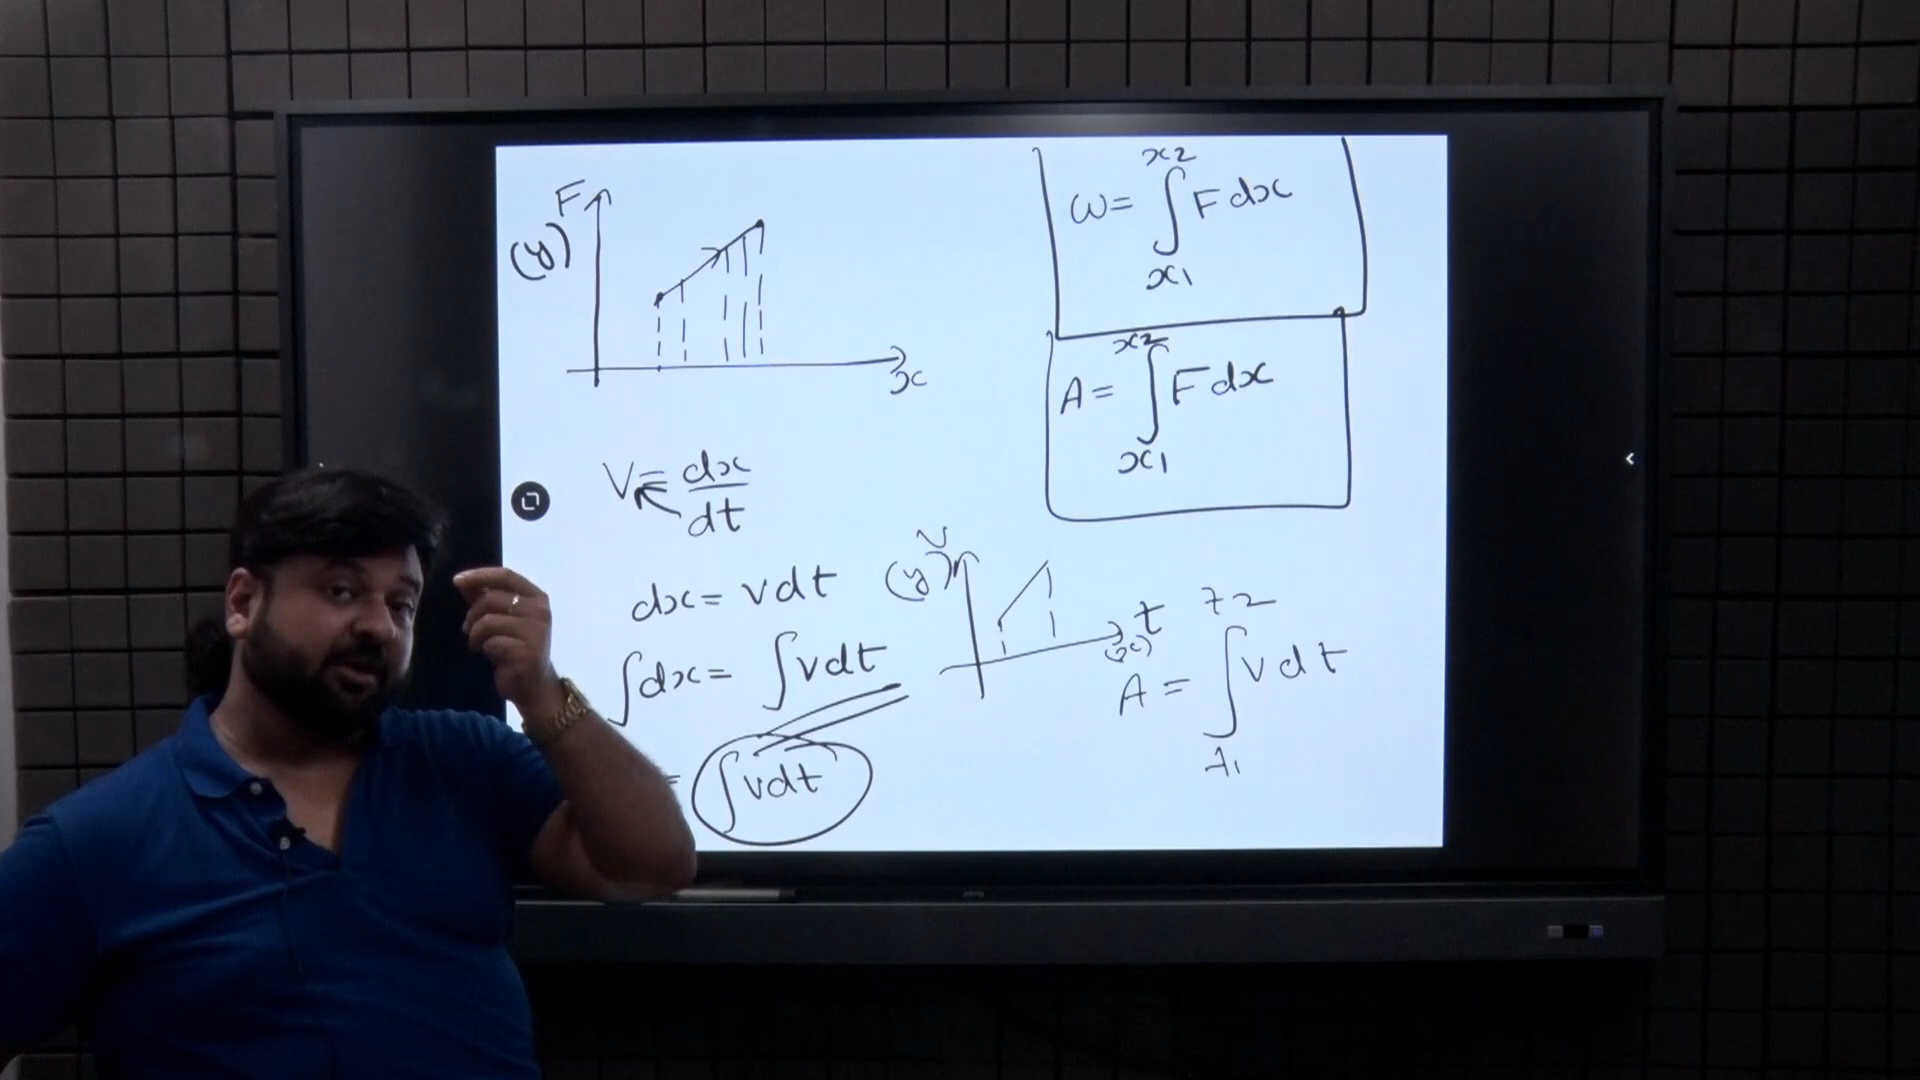 F
(y)
x
W = ∫ F dx
x2
x1
A = ∫ F dx
x2
x1
V = dx/dt
dx = vdt
∫dx = ∫vdt
= ∫vdt
v
(y)
t
(x)
A = ∫ v dt
t2
t1